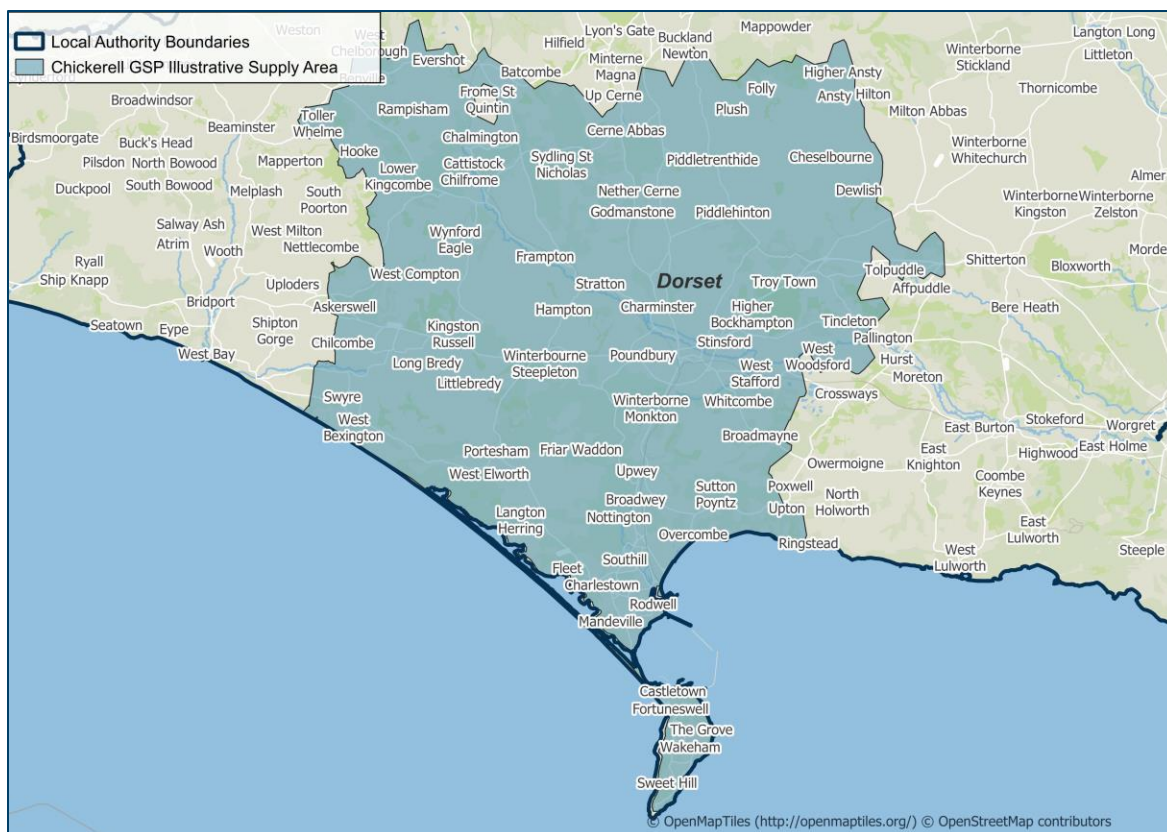 Local Authority Boundaries
Chickerell GSP Illustrative Supply Area
Weston
West
Chelborough
Benville
Evershot
Hilfield
Lyon's Gate
Buckland
Newton
Mappowder
Langton Long
Littleton
Batcombe
Minterne
Magna
Up Cerne
Folly
Plush
Higher Ansty
Ansty
Hilton
Winterborne
Stickland
Thornicombe
Milton Abbas
Broadwindsor
Beaminster
Toller
Whelme
Rampisham
Frome St
Quintin
Chalmington
Cerne Abbas
Birdsmoorgate
Buck's Head
Pilsdon
North Bowood
Mapperton
Hooke
Lower
Kingcombe
Cattistock
Chilfrome
Sydling St
Nicholas
Piddletrenthide
Cheselbourne
Winterborne
Whitechurch
Almer
Duckpool
South Bowood
Melplash
South
Poorton
Nether Cerne
Godmanstone
Piddlehinton
Dewlish
Winterborne
Kingston
Winterborne
Zelston
Salway Ash
Atrim
Wooth
West Milton
Nettlecombe
Wynford
Eagle
Frampton
Morde
Ryall
Ship Knapp
Uploders
West Compton
Stratton
Dorset
Troy Town
Tolpuddle
Affpuddle
Shitterton
Bloxworth
Bridport
Askerswell
Hampton
Charminster
Higher
Bockhampton
Bere Heath
Seatown
Eype
Shipton
Gorge
Chilcombe
Kingston
Russell
Stinsford
Tincleton
Pallington
West Bay
Long Bredy
Littlebredy
Winterbourne
Steepleton
Poundbury
West
Stafford
West
Woodsford
Hurst
Moreton
Swyre
West
Bexington
Winterborne
Monkton
Whitcombe
Crossways
Broadmayne
East Burton
Stokeford
Worgret
Portesham
Friar Waddon
West Elworth
Upwey
Owermoigne
East
Knighton
Highwood
East Holme
Coombe
Keynes
Langton
Herring
Broadwey
Nottington
Sutton
Poyntz
Poxwell
Upton
North
Holworth
Overcombe
Ringstead
East
Lulworth
West
Lulworth
Steeple
Fleet
Southill
Charlestown
Rodwell
Mandeville
Castletown
Fortuneswell
The Grove
Wakeham
Sweet Hill
© OpenMapTiles (http://openmaptiles.org/) © OpenStreetMap contributors